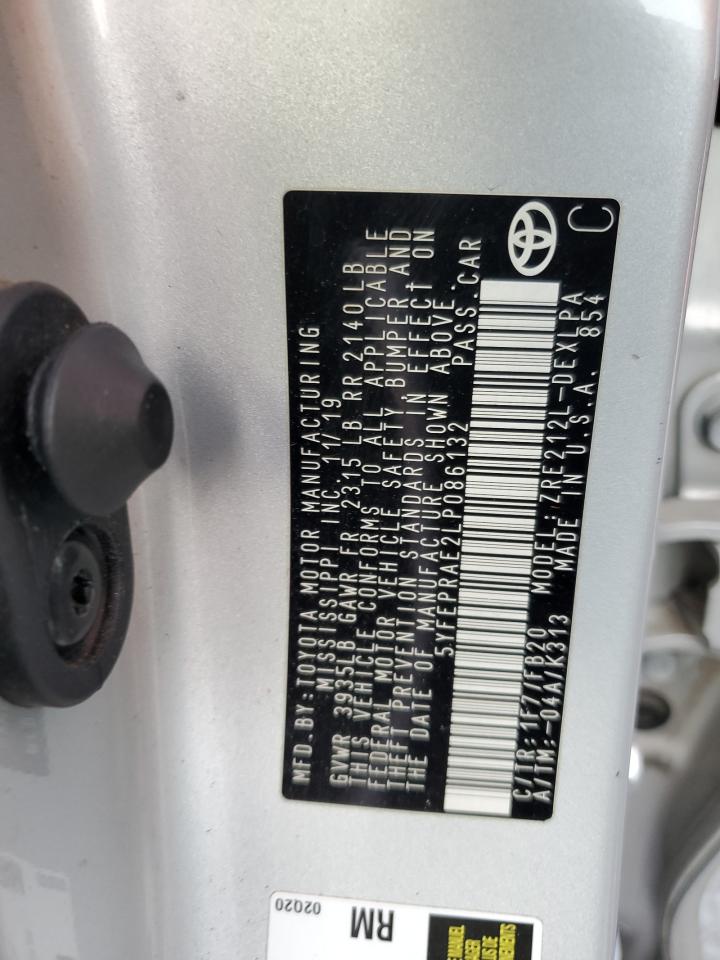 MFD.BY:TOYOTA MOTOR MANUFACTURING
MISSISSIPPI INC. 11/19
GVWR 3935LB GAWR FR 2315 LB RR 2140 LB
THIS VEHICLE CONFORMS TO ALL APPLICABLE
FEDERAL MOTOR VEHICLE SAFETY, BUMPER AND
THEFT PREVENTION STANDARDS IN EFFECT ON
THE DATE OF MANUFACTURE SHOWN ABOVE.
5YFEPRAE2LP086132 PASS.CAR
C/TR:1F7/FB20 MODEL:ZRE212L-DEXLPA
A/TM:-04A/K313 MADE IN U.S.A. 854
C
02Q20
RM
MANUEL